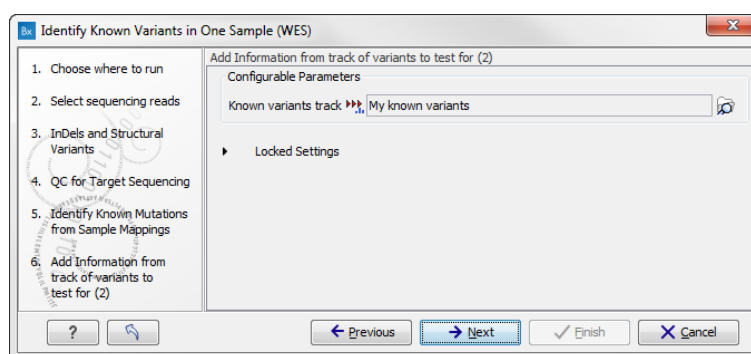 Bx Identify Known Variants in One Sample (WES)
1. Choose where to run
2. Select sequencing reads
3. InDels and Structural
Variants
4. QC for Target Sequencing
5. Identify Known Mutations
from Sample Mappings
6. Add Information from
track of variants to
test for (2)
Add Information from track of variants to test for (2)
Configurable Parameters
Known variants track My known variants
Locked Settings
? Previous Next Finish Cancel